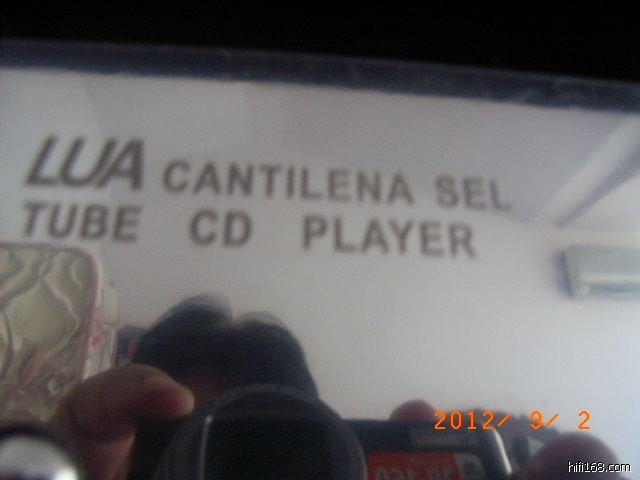 LUA CANTILENA SEL
TUBE CD PLAYER
2012/ 9/ 2
hifi168.com